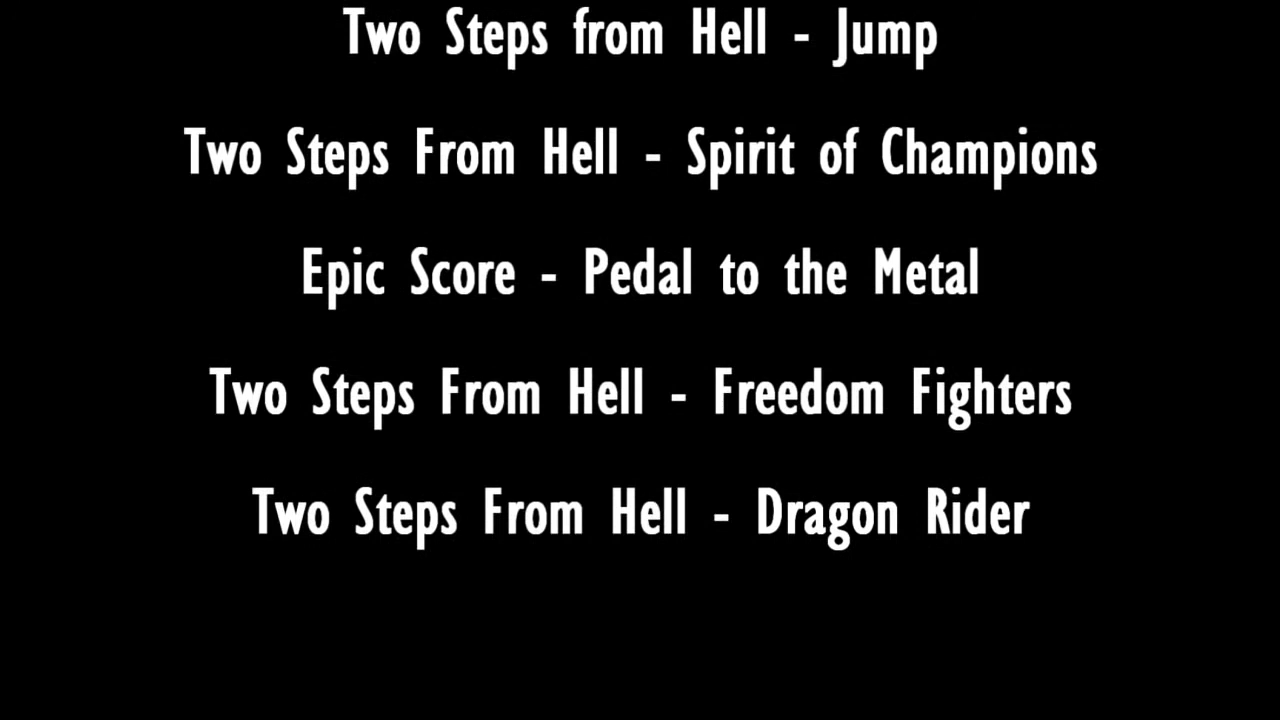 Two Steps from Hell - Jump
Two Steps From Hell - Spirit of Champions
Epic Score - Pedal to the Metal
Two Steps From Hell - Freedom Fighters
Two Steps From Hell - Dragon Rider